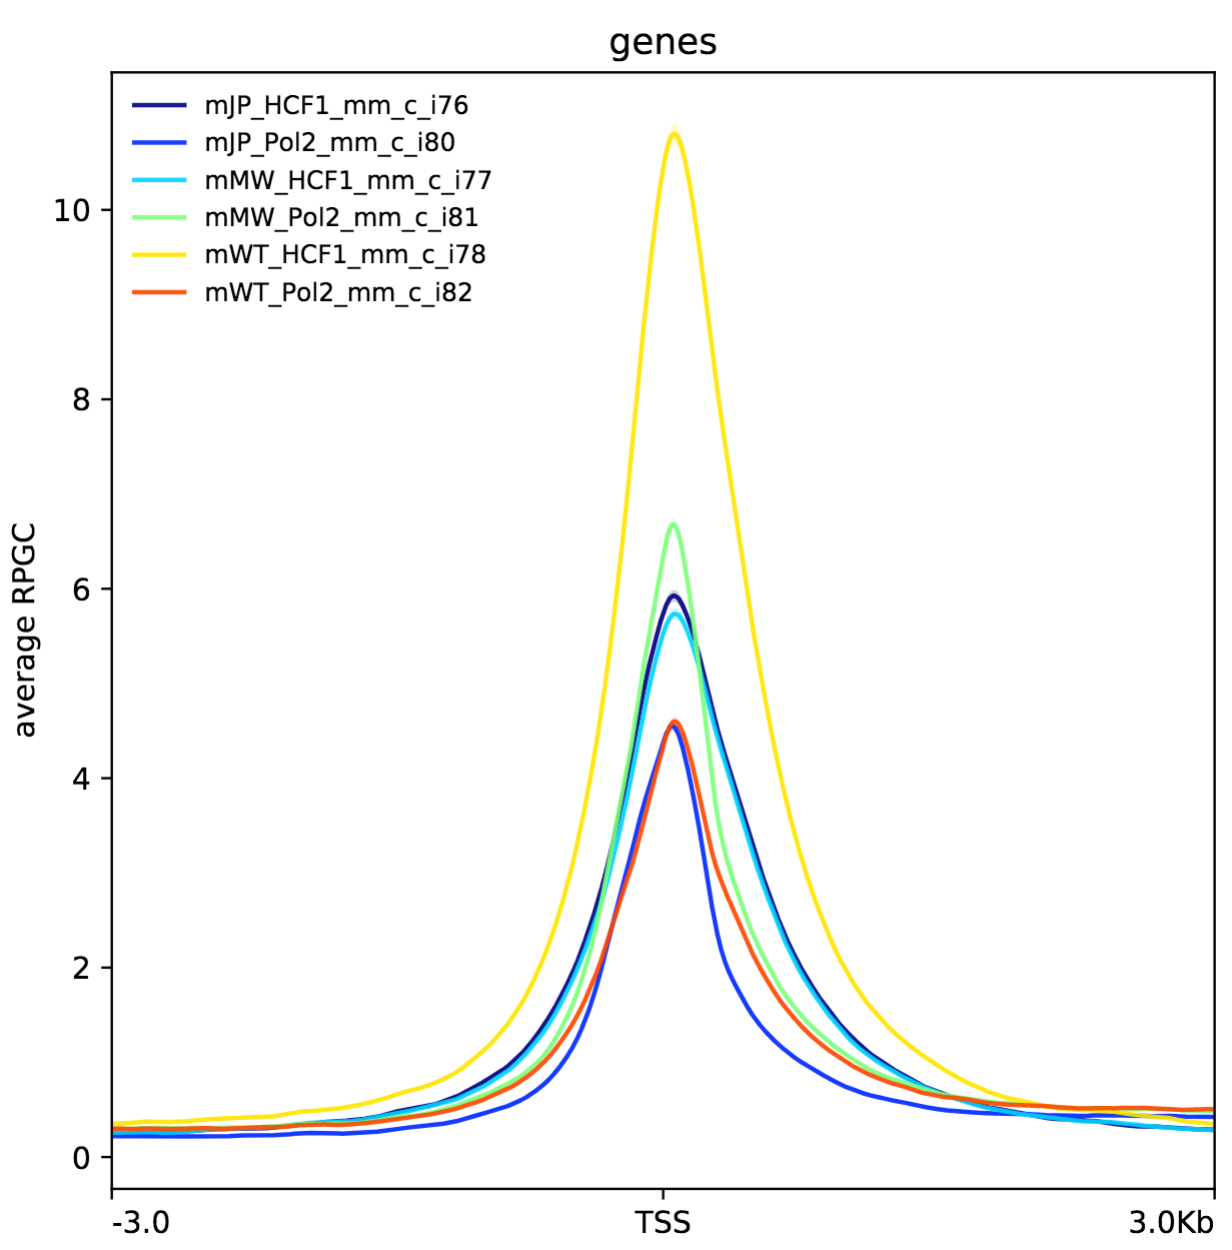 genes
mJP_HCF1_mm_c_i76
mJP_Pol2_mm_c_i80
mMW_HCF1_mm_c_i77
mMW_Pol2_mm_c_i81
mWT_HCF1_mm_c_i78
mWT_Pol2_mm_c_i82
average RPGC
10
8
6
4
2
0
-3.0
TSS
3.0Kb